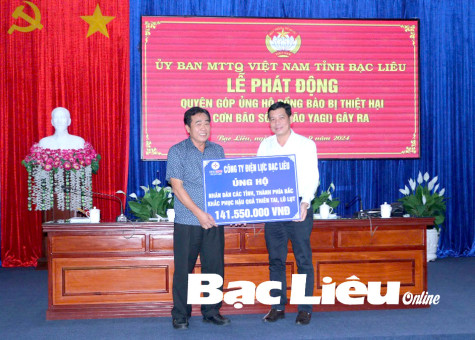 ỦY BAN MTTQ VIỆT NAM TỈNH BẠC LIÊU
LỄ PHÁT ĐỘNG
QUYÊN GÓP ỦNG HỘ ĐỒNG BÀO BỊ THIỆT HẠI
CƠN BÃO SỐ BÃO YAGI) GÂY RA
Bạc Liêu, 2024
CÔNG TY ĐIỆN LỰC BẠC LIÊU
ỦNG HỘ
NHÂN DÂN CÁC TỈNH, THÀNH PHÍA BẮC
KHẮC PHỤC HẬU QUẢ THIÊN TAI, LŨ LỤT
141.550.000 VNĐ
Bạc Liêu Online